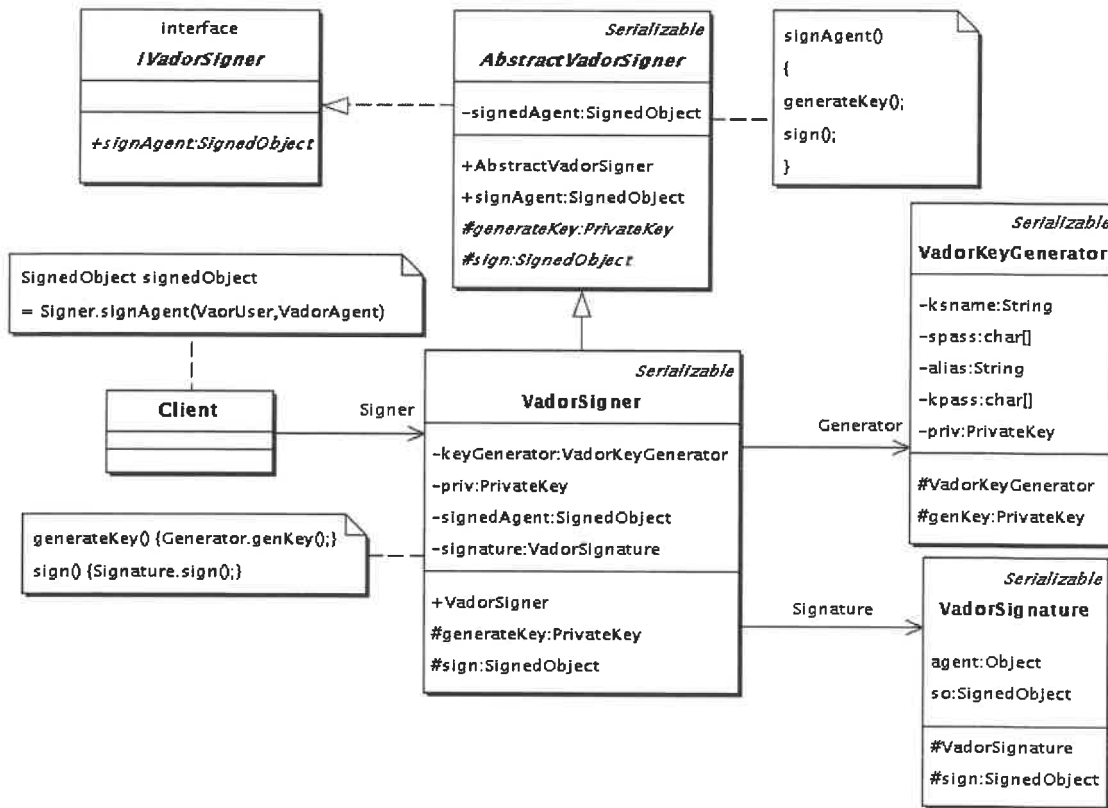 interface
IVadorSigner
+signAgent:SignedObject
Serializable
AbstractVadorSigner
-signedAgent:SignedObject
+AbstractVadorSigner
+signAgent:SignedObject
#generateKey:PrivateKey
#sign:SignedObject
signAgent()
{
generateKey();
sign();
}
Serializable
VadorKeyGenerator
-ksname:String
-spass:char[]
-alias:String
-kpass:char[]
-priv:PrivateKey
#VadorKeyGenerator
#genKey:PrivateKey
SignedObject signedObject
= Signer.signAgent(VaorUser,VadorAgent)
Client
Signer
Serializable
VadorSigner
-keyGenerator:VadorKeyGenerator
-priv:PrivateKey
-signedAgent:SignedObject
-signature:VadorSignature
+VadorSigner
#generateKey:PrivateKey
#sign:SignedObject
Generator
generateKey() {Generator.genKey();}
sign() {Signature.sign();}
Signature
Serializable
VadorSignature
agent:Object
so:SignedObject
#VadorSignature
#sign:SignedObject